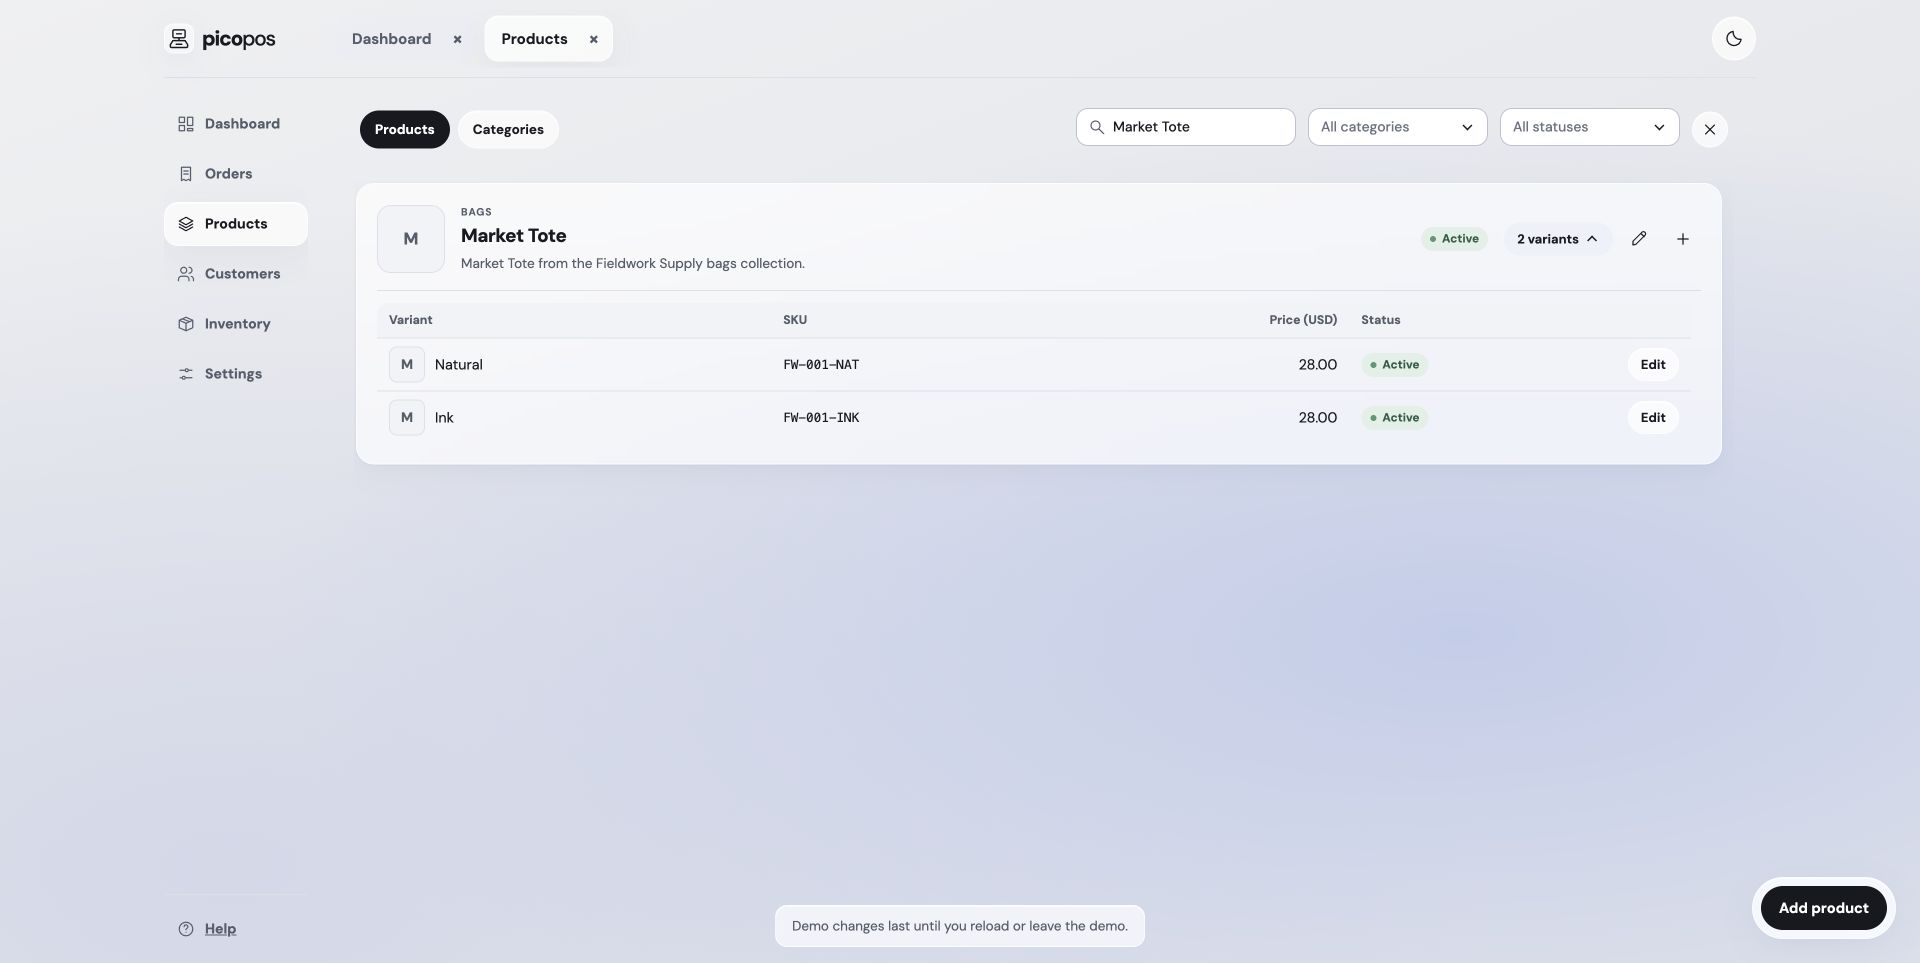 picopos
Dashboard
Products
Dashboard
Orders
Products
Customers
Inventory
Settings
Help
Products
Categories
Market Tote
All categories
All statuses
M
BAGS
Market Tote
Market Tote from the Fieldwork Supply bags collection.
Active
2 variants
Variant SKU Price (USD) Status
M Natural FW-001-NAT 28.00 Active Edit
M Ink FW-001-INK 28.00 Active Edit
Demo changes last until you reload or leave the demo.
Add product